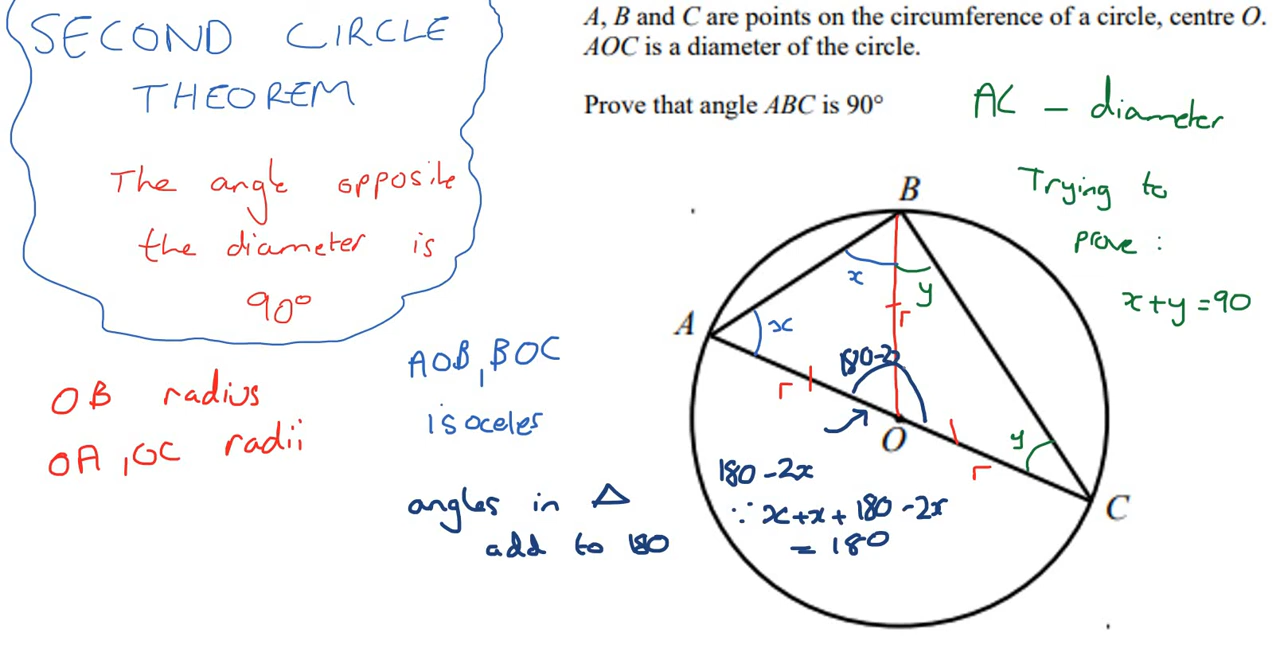 SECOND CIRCLE
THEOREM
The angle opposite
the diameter is
90°
A, B and C are points on the circumference of a circle, centre O.
AOC is a diameter of the circle.
Prove that angle ABC is 90°
AC - diameter
Trying to
prove :
x+y=90
OB radius
OA, OC radii
AOB, BOC
isoceles
angles in △
add to 180
B
x
y
r
A
x
180-2
r
O
y
r
C
180-2x
∵ x+x+180-2x
= 180